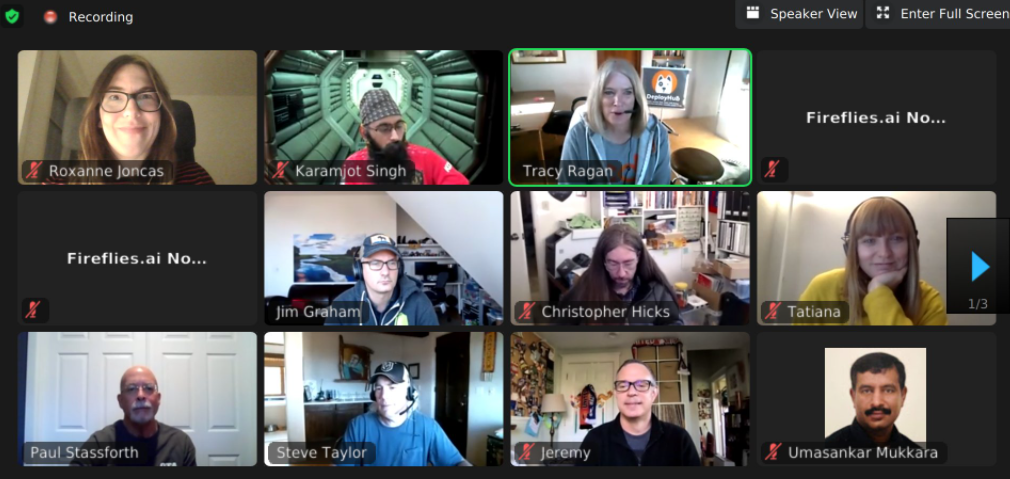 Recording
Speaker View
Enter Full Screen
DeployHub
Fireflies.ai No...
Roxanne Joncas
Karamjot Singh
Tracy Ragan
Fireflies.ai No...
Jim Graham
Christopher Hicks
Tatiana
1/3
Paul Stassforth
Steve Taylor
Jeremy
Umasankar Mukkara